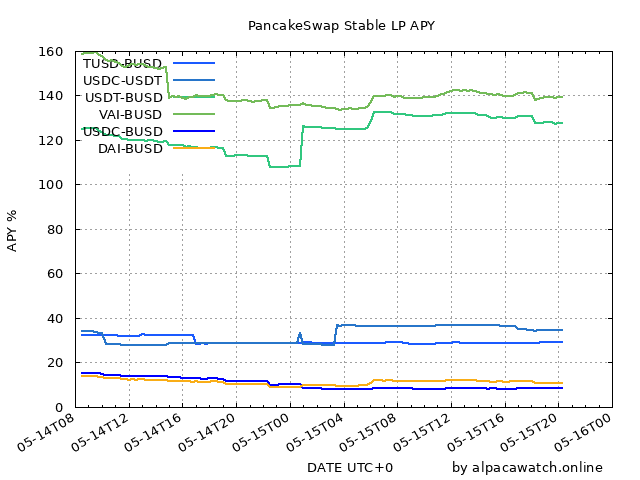 PancakeSwap Stable LP APY
160
140
120
100
80
60
40
20
0
APY %
TUSD-BUSD
USDC-USDT
USDT-BUSD
VAI-BUSD
USDC-BUSD
DAI-BUSD
05-14T08
05-14T12
05-14T16
05-14T20
05-15T00
05-15T04
05-15T08
05-15T12
05-15T16
05-15T20
05-16T00
DATE UTC+0
by alpacawatch.online